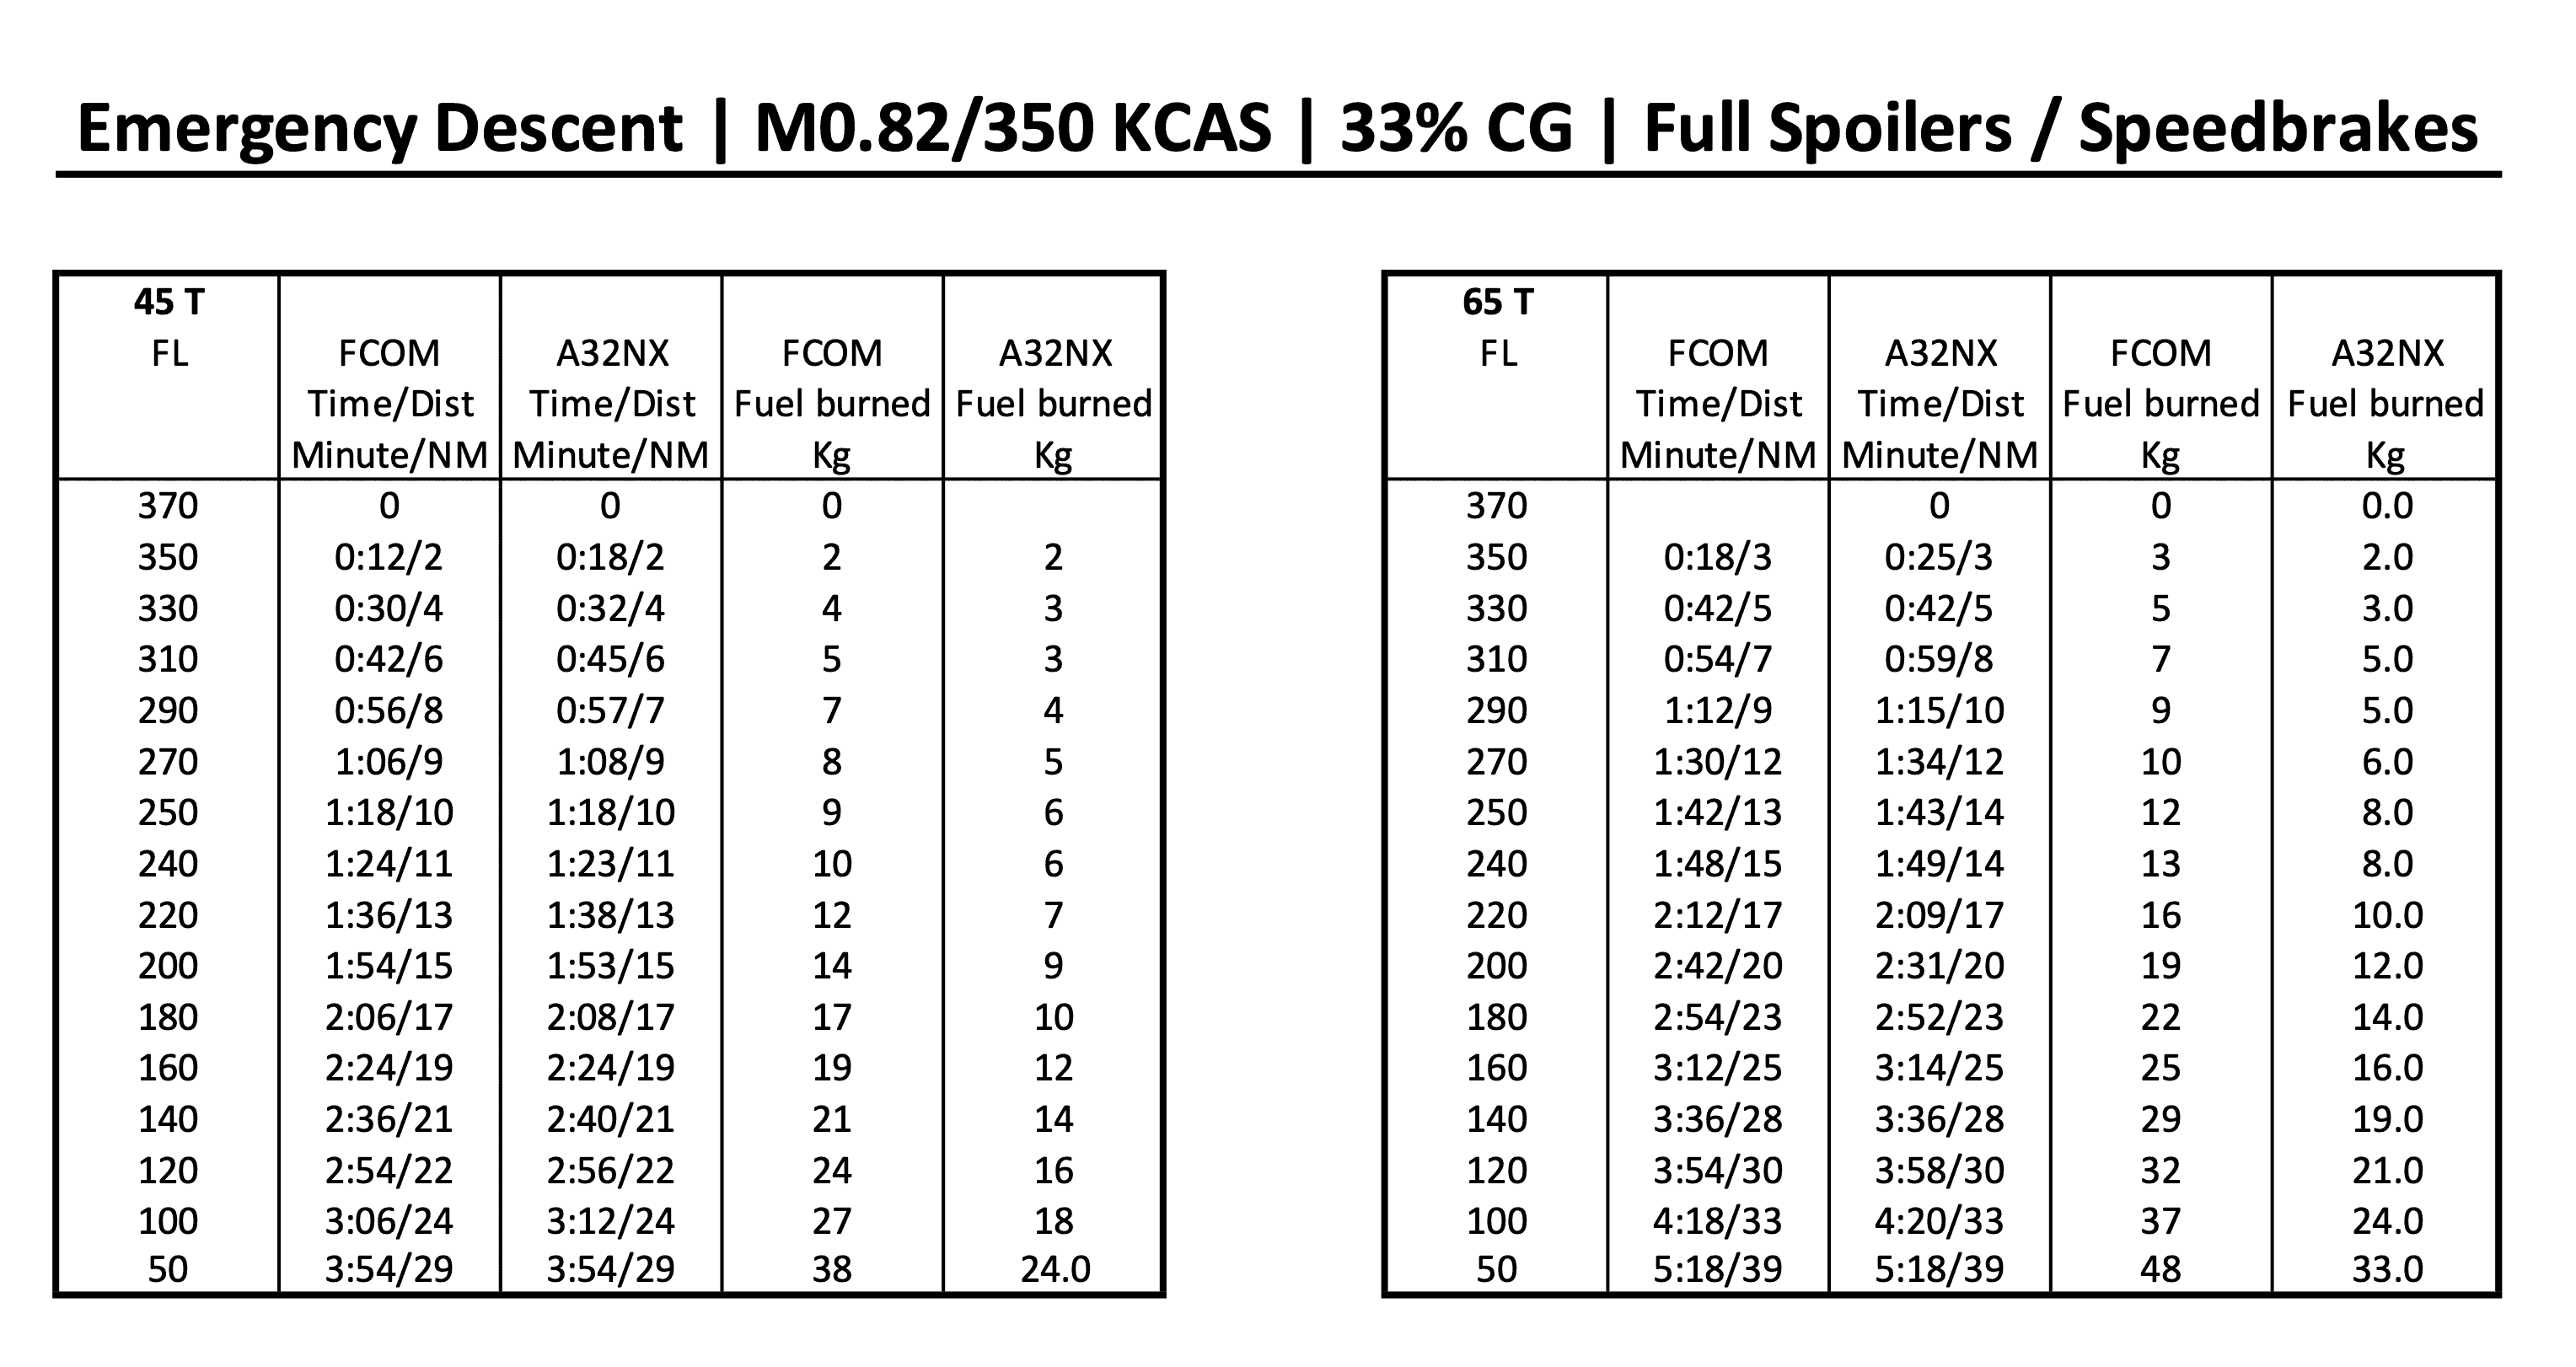 Emergency Descent | M0.82/350 KCAS | 33% CG | Full Spoilers / Speedbrakes
45 T
FL FCOM A32NX FCOM A32NX
Time/Dist Time/Dist Fuel burned Fuel burned
Minute/NM Minute/NM Kg Kg
370 0 0 0
350 0:12/2 0:18/2 2 2
330 0:30/4 0:32/4 4 3
310 0:42/6 0:45/6 5 3
290 0:56/8 0:57/7 7 4
270 1:06/9 1:08/9 8 5
250 1:18/10 1:18/10 9 6
240 1:24/11 1:23/11 10 6
220 1:36/13 1:38/13 12 7
200 1:54/15 1:53/15 14 9
180 2:06/17 2:08/17 17 10
160 2:24/19 2:24/19 19 12
140 2:36/21 2:40/21 21 14
120 2:54/22 2:56/22 24 16
100 3:06/24 3:12/24 27 18
50 3:54/29 3:54/29 38 24.0
65 T
FL FCOM A32NX FCOM A32NX
Time/Dist Time/Dist Fuel burned Fuel burned
Minute/NM Minute/NM Kg Kg
370 0 0 0.0
350 0:18/3 0:25/3 3 2.0
330 0:42/5 0:42/5 5 3.0
310 0:54/7 0:59/8 7 5.0
290 1:12/9 1:15/10 9 5.0
270 1:30/12 1:34/12 10 6.0
250 1:42/13 1:43/14 12 8.0
240 1:48/15 1:49/14 13 8.0
220 2:12/17 2:09/17 16 10.0
200 2:42/20 2:31/20 19 12.0
180 2:54/23 2:52/23 22 14.0
160 3:12/25 3:14/25 25 16.0
140 3:36/28 3:36/28 29 19.0
120 3:54/30 3:58/30 32 21.0
100 4:18/33 4:20/33 37 24.0
50 5:18/39 5:18/39 48 33.0